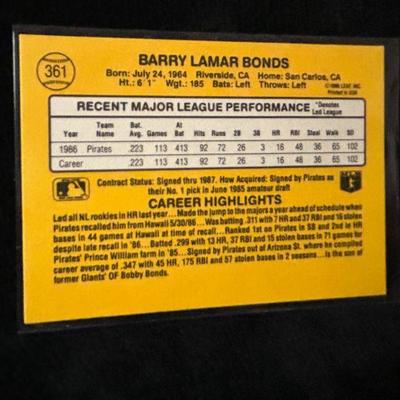 361
BARRY LAMAR BONDS
Born: July 24, 1964 Riverside, CA Home: San Carlos, CA
Ht: 6'1" Wgt: 185 Bats: Left Throws: Left
©1986 LEAF, INC.
Printed in USA
RECENT MAJOR LEAGUE PERFORMANCE *Denotes Led League
Year Team Name Bat. Avg. Games At Bat Hits Runs 2B 3B HR RBI Steal Walk SO
1986 Pirates .223 113 413 92 72 26 3 16 48 36 65 102
Career .223 113 413 92 72 26 3 16 48 36 65 102
Contract Status: Signed thru 1987. How Acquired: Signed by Pirates as
their No. 1 pick in June 1985 amateur draft
CAREER HIGHLIGHTS
Led all NL rookies in HR last year... Made the jump to the majors a year ahead of schedule when
Pirates recalled him from Hawaii 5/30/86... Was batting .311 with 7 HR and 37 RBI and 16 stolen
bases in 44 games at Hawaii at time of recall... Ranked 1st on Pirates in SB and 2nd in HR
despite late recall in '86... Batted .299 with 13 HR, 37 RBI and 15 stolen bases in 71 games for
Pirates' Prince William farm in '85... Signed by Pirates out of Arizona St. where he compiled
career average of .347 with 45 HR, 175 RBI and 57 stolen bases in 2 seasons... Is the son of
former Giants' OF Bobby Bonds.